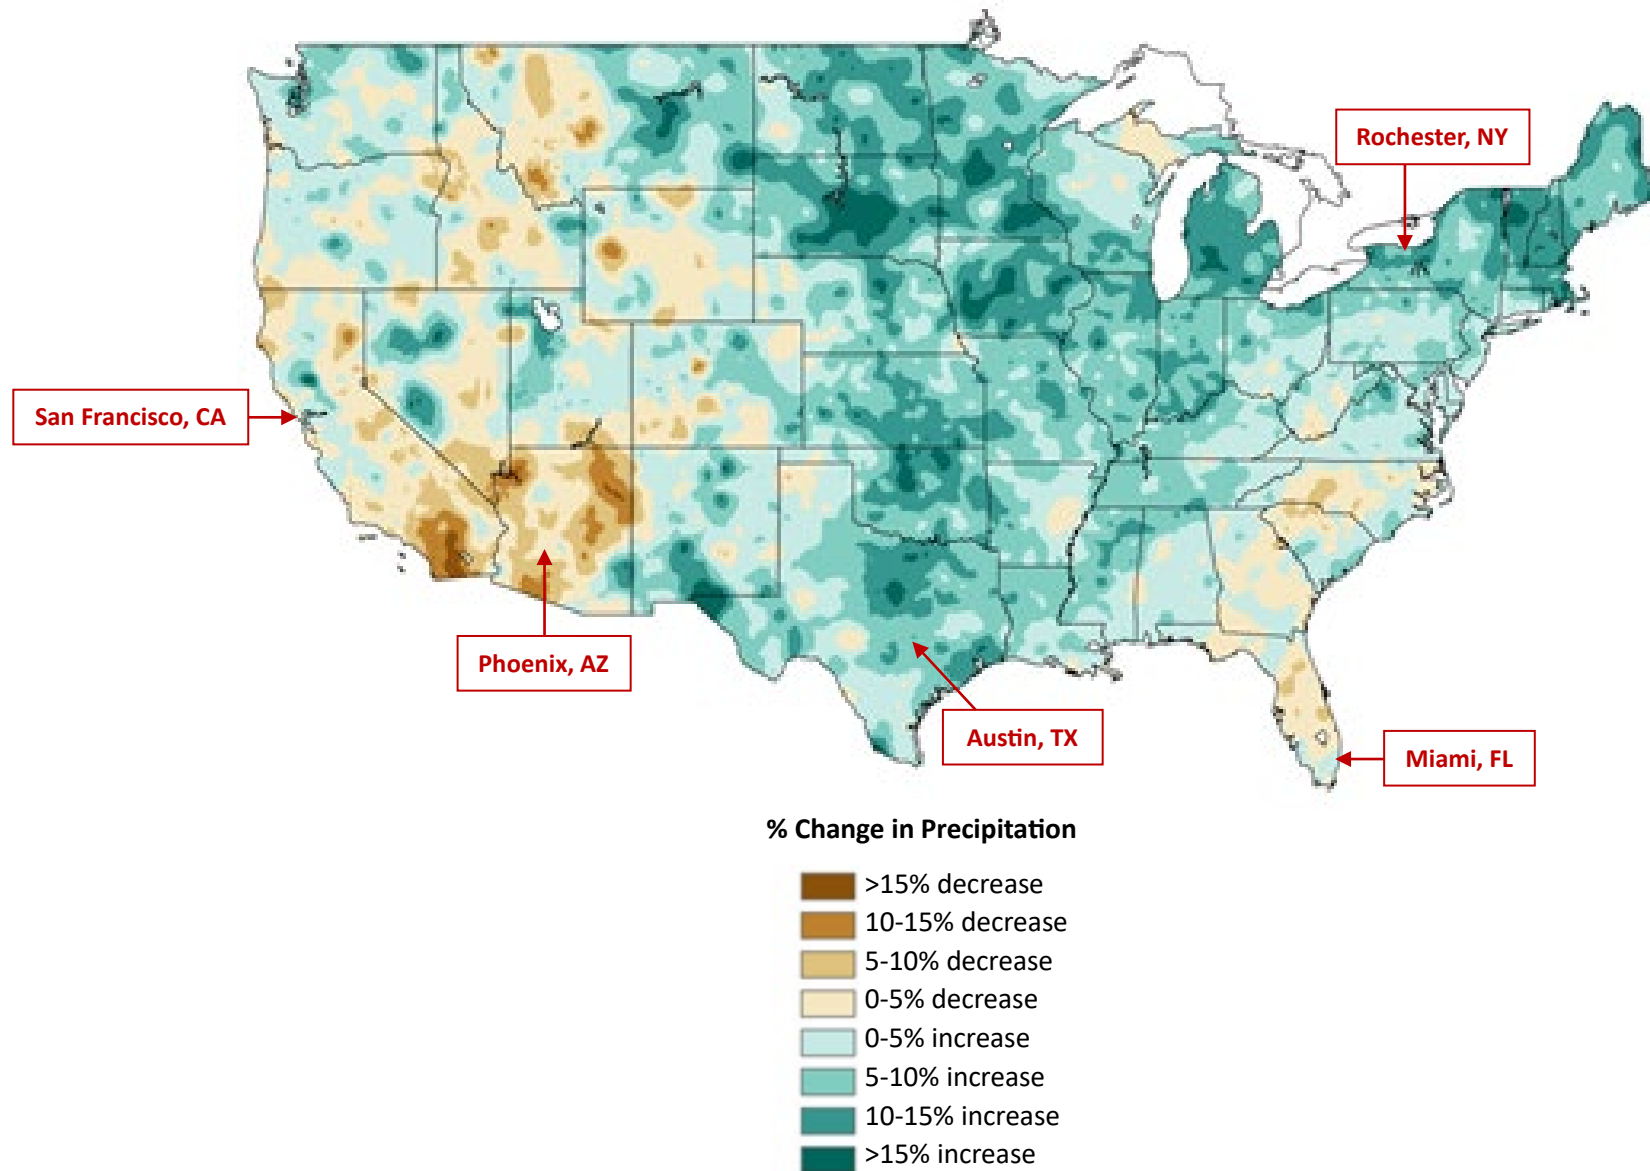 Rochester, NY
San Francisco, CA
Phoenix, AZ
Austin, TX
Miami, FL
% Change in Precipitation
>15% decrease
10-15% decrease
5-10% decrease
0-5% decrease
0-5% increase
5-10% increase
10-15% increase
>15% increase